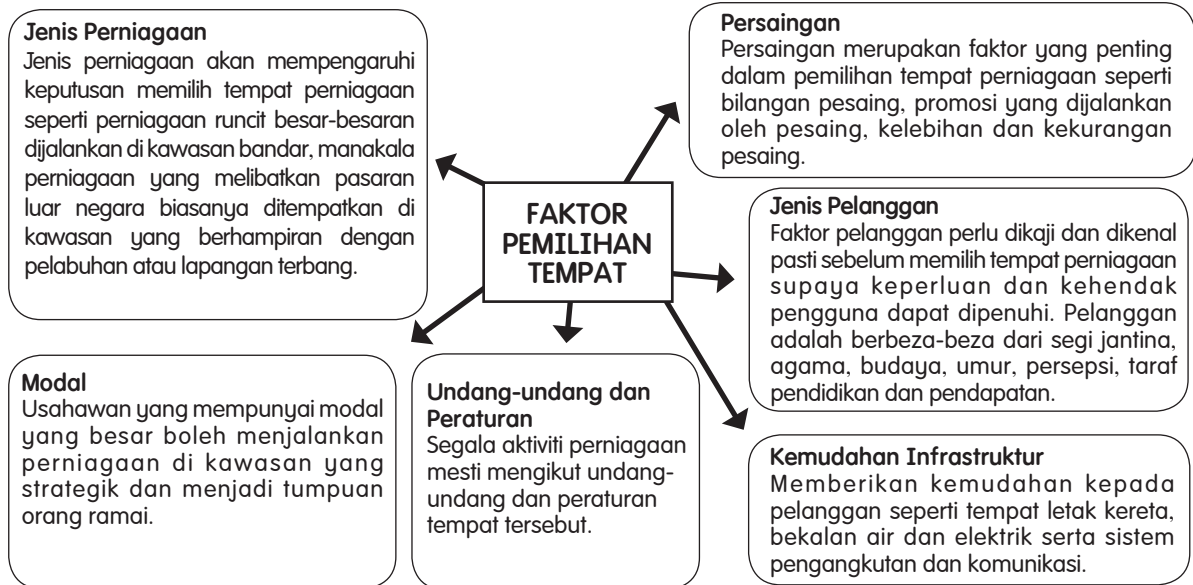 Jenis Perniagaan
Jenis perniagaan akan mempengaruhi
keputusan memilih tempat perniagaan
seperti perniagaan runcit besar-besaran
dijalankan di kawasan bandar, manakala
perniagaan yang melibatkan pasaran
luar negara biasanya ditempatkan di
kawasan yang berhampiran dengan
pelabuhan atau lapangan terbang.
Persaingan
Persaingan merupakan faktor yang penting
dalam pemilihan tempat perniagaan seperti
bilangan pesaing, promosi yang dijalankan
oleh pesaing, kelebihan dan kekurangan
pesaing.
FAKTOR
PEMILIHAN
TEMPAT
Jenis Pelanggan
Faktor pelanggan perlu dikaji dan dikenal
pasti sebelum memilih tempat perniagaan
supaya keperluan dan kehendak
pengguna dapat dipenuhi. Pelanggan
adalah berbeza-beza dari segi jantina,
agama, budaya, umur, persepsi, taraf
pendidikan dan pendapatan.
Modal
Usahawan yang mempunyai modal
yang besar boleh menjalankan
perniagaan di kawasan yang
strategik dan menjadi tumpuan
orang ramai.
Undang-undang dan
Peraturan
Segala aktiviti perniagaan
mesti mengikut undang-
undang dan peraturan
tempat tersebut.
Kemudahan Infrastruktur
Memberikan kemudahan kepada
pelanggan seperti tempat letak kereta,
bekalan air dan elektrik serta sistem
pengangkutan dan komunikasi.